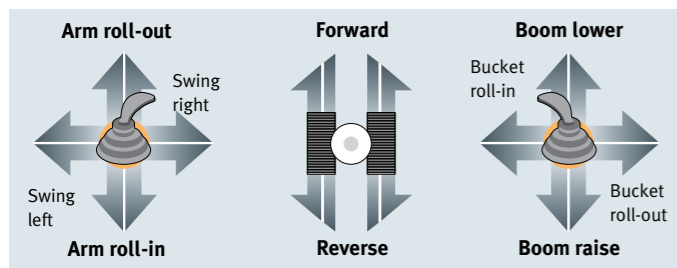 Arm roll-out
Swing
right
Swing
left
Arm roll-in
Forward
Reverse
Boom lower
Bucket
roll-in
Bucket
roll-out
Boom raise